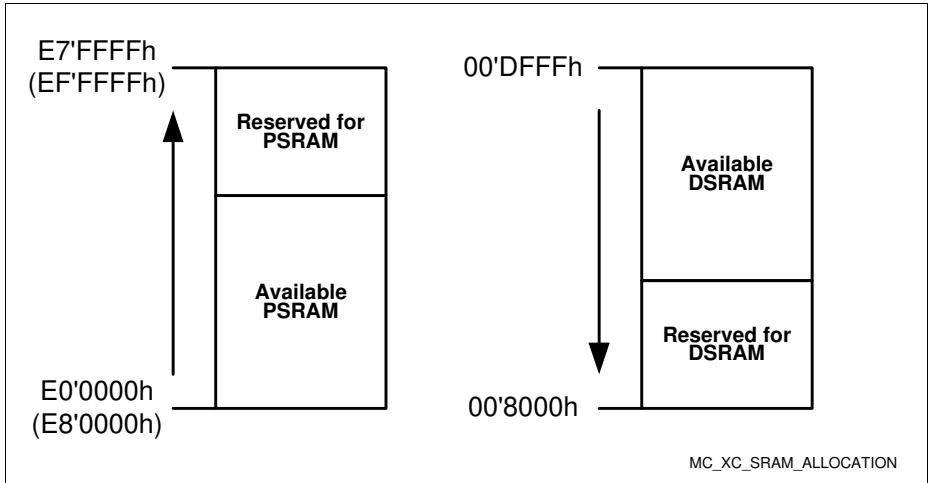 E7'FFFFh
(EF'FFFFh)
Reserved for
PSRAM
Available
PSRAM
E0'0000h
(E8'0000h)
00'DFFFh
Available
DSRAM
Reserved for
DSRAM
00'8000h
MC_XC_SRAM_ALLOCATION